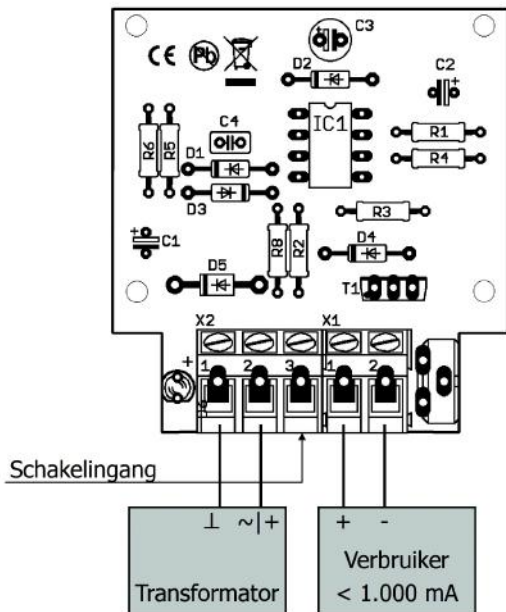 C3
CE Pb
D2
C2
+
C4
IC1
R6 R5
R1
R4
D1
D3
R3
+
C1
R8 R2
D4
D5
T1
X2 X1
+
1 2 3 1 2
Schakelingang
⊥ ~|+ + -
Transformator
Verbruiker
< 1.000 mA